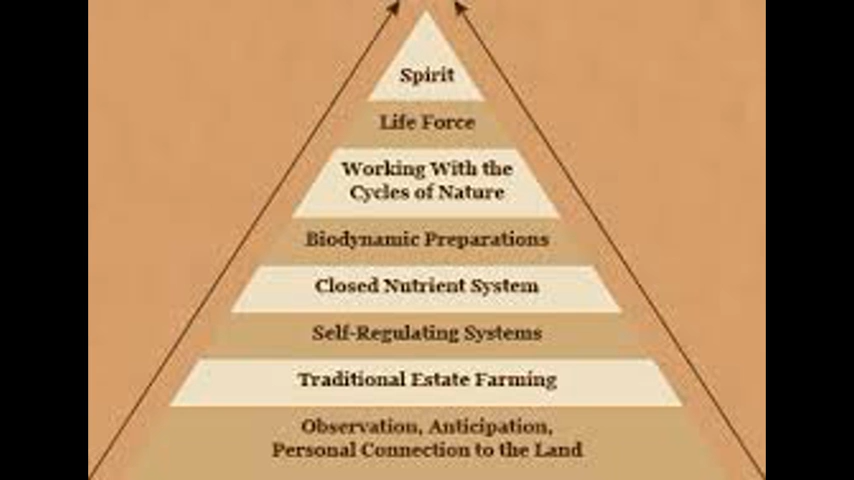 Spirit
Life Force
Working With the
Cycles of Nature
Biodynamic Preparations
Closed Nutrient System
Self-Regulating Systems
Traditional Estate Farming
Observation, Anticipation,
Personal Connection to the Land